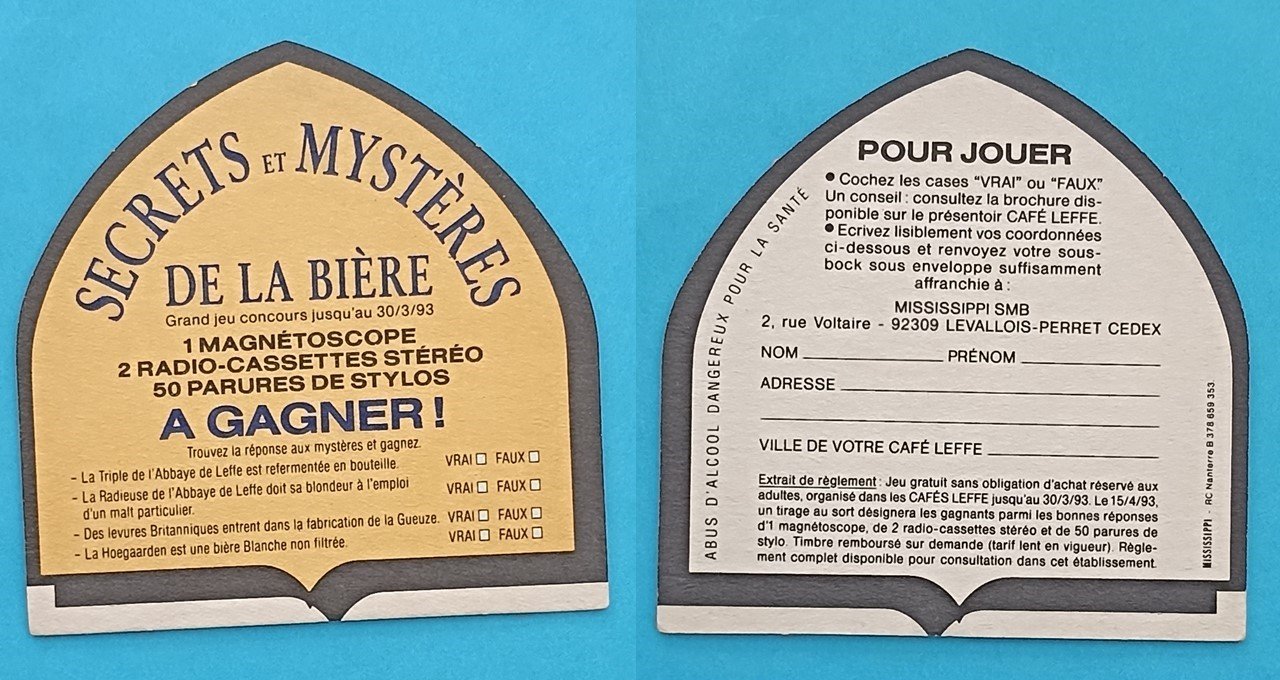 SECRETS ET MYSTÈRES
DE LA BIÈRE
Grand jeu concours jusqu'au 30/3/93
1 MAGNÉTOSCOPE
2 RADIO-CASSETTES STÉRÉO
50 PARURES DE STYLOS
A GAGNER !
Trouvez la réponse aux mystères et gagnez.
– La Triple de l'Abbaye de Leffe est refermentée en bouteille. VRAI FAUX
– La Radieuse de l'Abbaye de Leffe doit sa blondeur à l'emploi
d'un malt particulier. VRAI FAUX
– Des levures Britanniques entrent dans la fabrication de la Gueuze. VRAI FAUX
– La Hoegaarden est une bière Blanche non filtrée. VRAI FAUX
POUR JOUER
● Cochez les cases "VRAI" ou "FAUX".
Un conseil : consultez la brochure dis-
ponible sur le présentoir CAFÉ LEFFE.
● Ecrivez lisiblement vos coordonnées
ci-dessous et renvoyez votre sous-
bock sous enveloppe suffisamment
affranchie à :
MISSISSIPPI SMB
2, rue Voltaire - 92309 LEVALLOIS-PERRET CEDEX
NOM PRÉNOM
ADRESSE
VILLE DE VOTRE CAFÉ LEFFE
Extrait de règlement : Jeu gratuit sans obligation d'achat réservé aux
adultes, organisé dans les CAFÉS LEFFE jusqu'au 30/3/93. Le 15/4/93,
un tirage au sort désignera les gagnants parmi les bonnes réponses
d'1 magnétoscope, de 2 radio-cassettes stéréo et de 50 parures de
stylo. Timbre remboursé sur demande (tarif lent en vigueur). Règle-
ment complet disponible pour consultation dans cet établissement.
ABUS D'ALCOOL DANGEREUX POUR LA SANTÉ
MISSISSIPPI - RC Nanterre B 378 659 353.